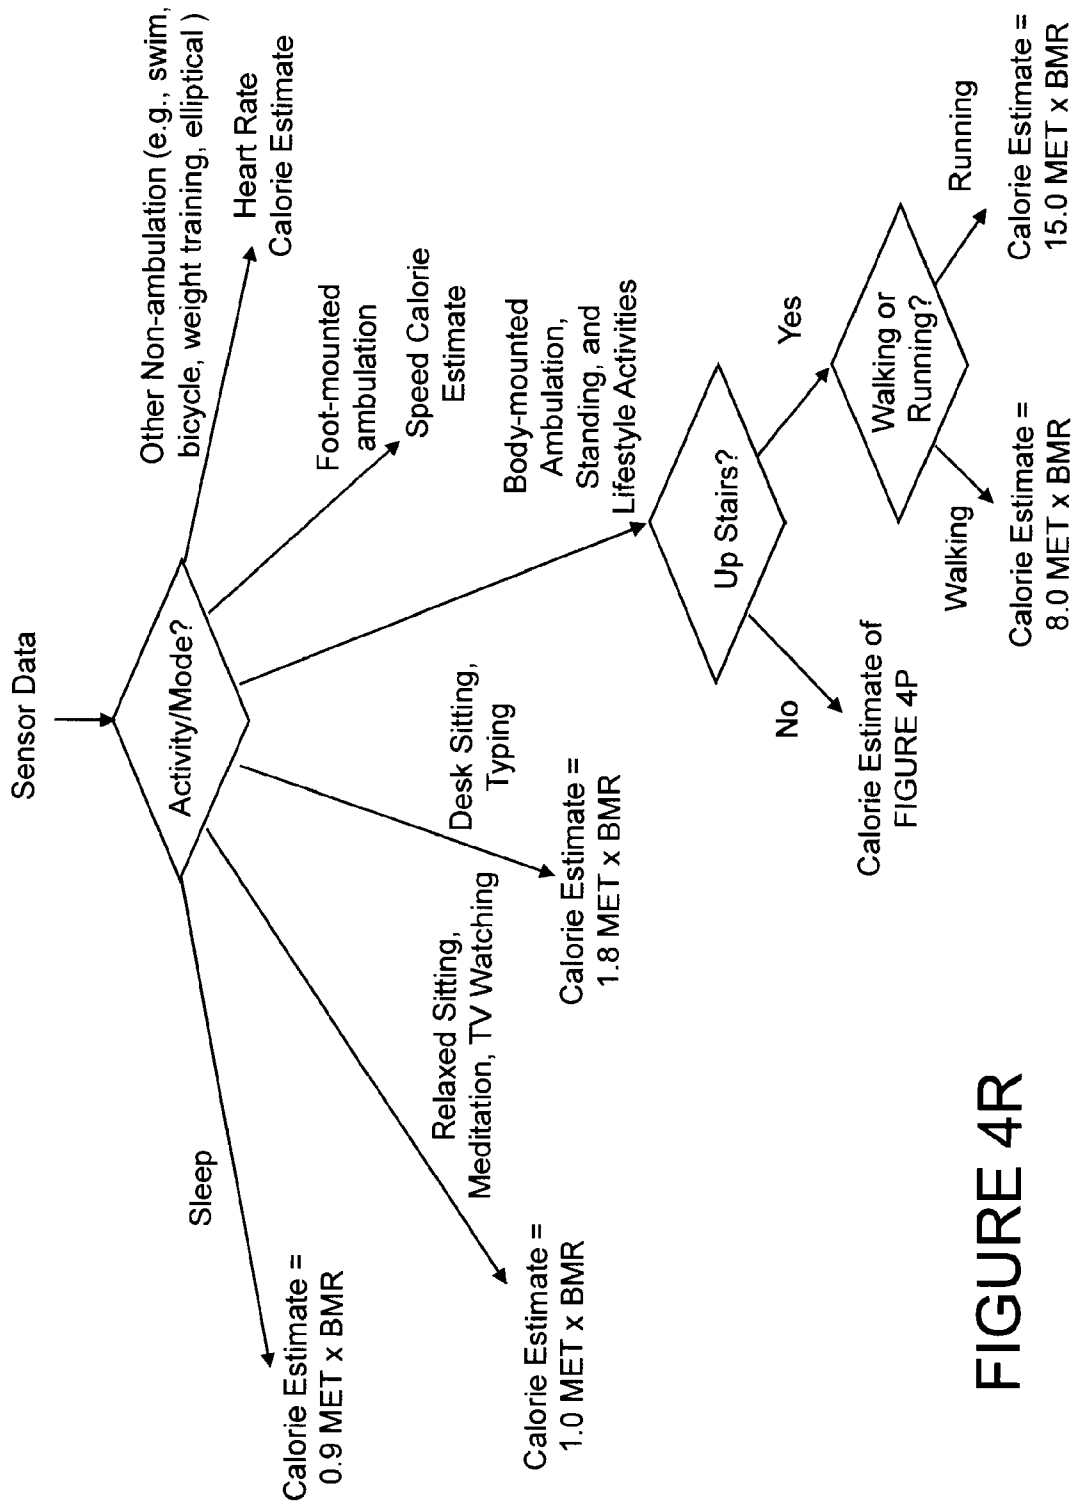 Sensor Data
Activity/Mode?
Sleep
Calorie Estimate =
0.9 MET x BMR
Relaxed Sitting,
Meditation, TV Watching
Calorie Estimate =
1.0 MET x BMR
Desk Sitting,
Typing
Calorie Estimate =
1.8 MET x BMR
Body-mounted
Ambulation,
Standing, and
Lifestyle Activities
Foot-mounted
ambulation
Speed Calorie
Estimate
Other Non-ambulation (e.g., swim,
bicycle, weight training, elliptical )
Heart Rate
Calorie Estimate
Up Stairs?
No
Calorie Estimate of
FIGURE 4P
Yes
Walking or
Running?
Walking
Calorie Estimate =
8.0 MET x BMR
Running
Calorie Estimate =
15.0 MET x BMR
FIGURE 4R